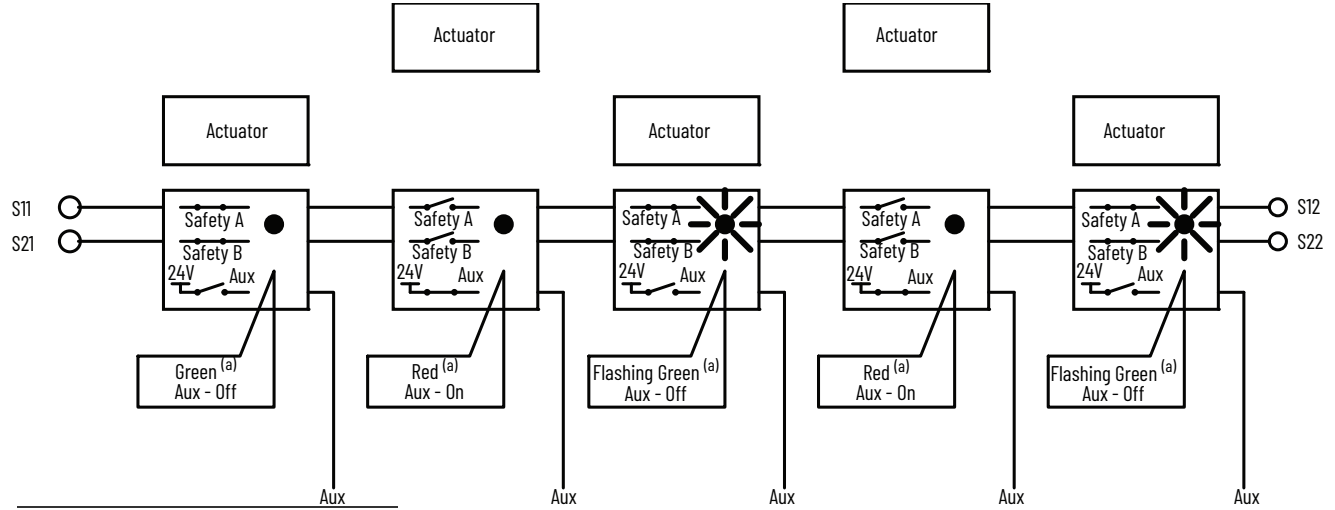 Actuator
Actuator
Actuator
Actuator
Actuator
S11
S21
Safety A
Safety B
24V
Aux
Safety A
Safety B
24V
Aux
Safety A
Safety B
24V
Aux
Safety A
Safety B
24V
Aux
Safety A
Safety B
24V
Aux
S12
S22
Green (a)
Aux - Off
Red (a)
Aux - On
Flashing Green (a)
Aux - Off
Red (a)
Aux - On
Flashing Green (a)
Aux - Off
Aux
Aux
Aux
Aux
Aux